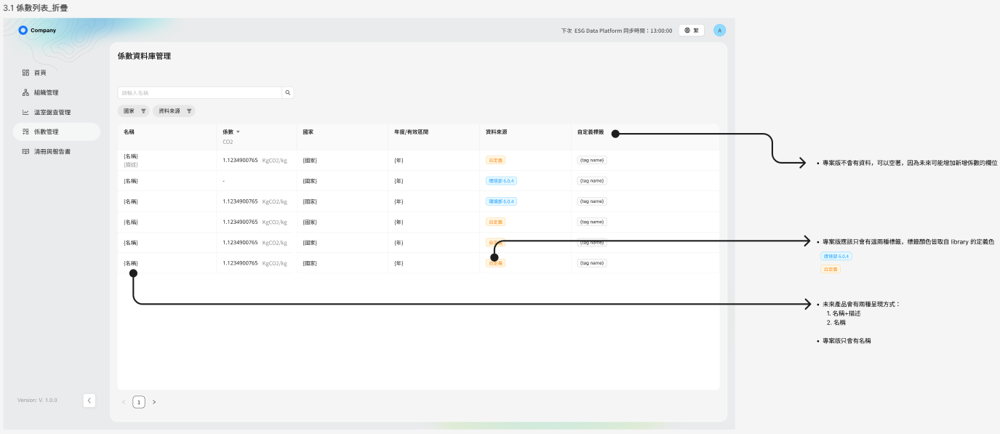 3.1 係數列表_折疊
Company
下次 ESG Data Platform 同步時間：13:00:00
繁
A
首頁
組織管理
溫室盤查管理
係數管理
清冊與報告書
係數資料庫管理
請輸入名稱
國家
資料來源
名稱 係數 國家 年度/有效區間 資料來源 自定義標籤
CO2
{名稱} 1.1234900765 KgCO2/kg {國家} {年} 自定義 {tag name}
{描述}
{名稱} - {國家} {年} 環境部 6.0.4 {tag name}
{名稱} 1.1234900765 KgCO2/kg {國家} {年} 環境部 6.0.4 {tag name}
{名稱} 1.1234900765 KgCO2/kg {國家} {年} 自定義 {tag name}
{名稱} 1.1234900765 KgCO2/kg {國家} {年} 自定義 {tag name}
{名稱} 1.1234900765 KgCO2/kg {國家} {年} 自定義 {tag name}
1
Version: V. 1.0.0
• 專案版不會有資料，可以空著，因為未來可能增加新增係數的欄位
• 專案版應該只會有這兩種標籤，標籤顏色皆取自 library 的定義色
環境部 6.0.4
自定義
• 未來產品會有兩種呈現方式：
1. 名稱+描述
2. 名稱
• 專案版只會有名稱